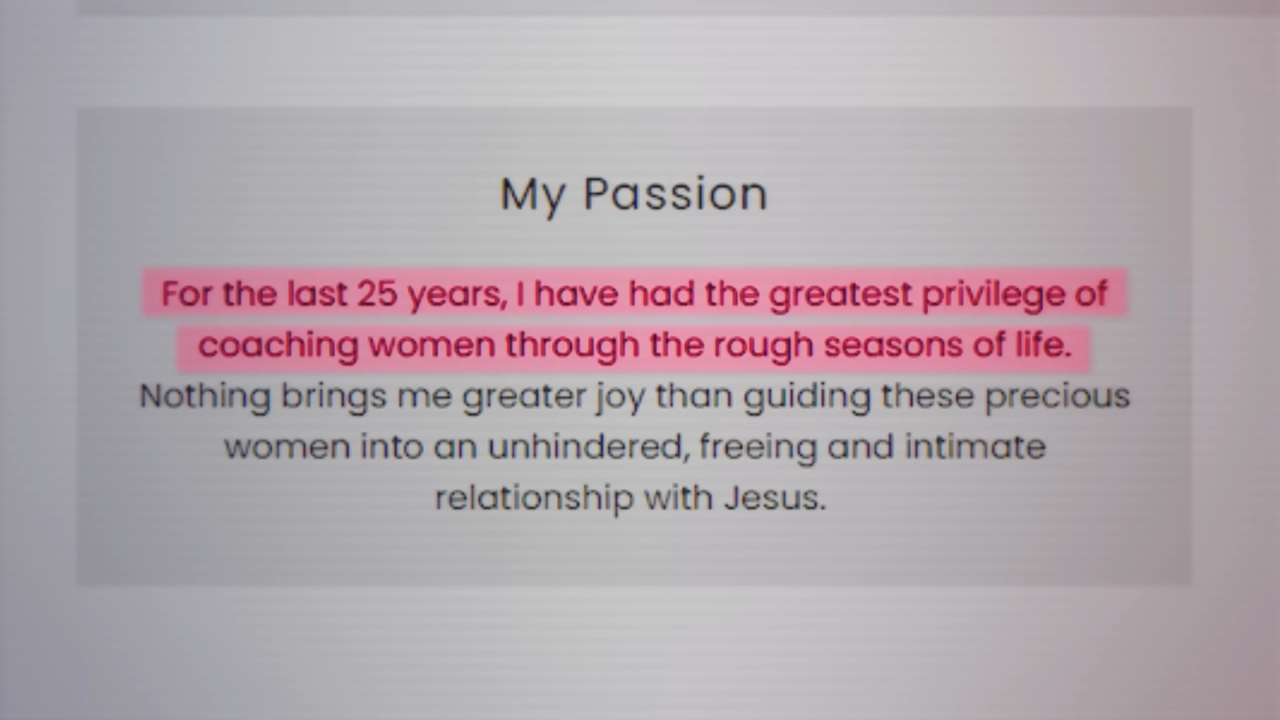 My Passion
For the last 25 years, I have had the greatest privilege of
coaching women through the rough seasons of life.
Nothing brings me greater joy than guiding these precious
women into an unhindered, freeing and intimate
relationship with Jesus.